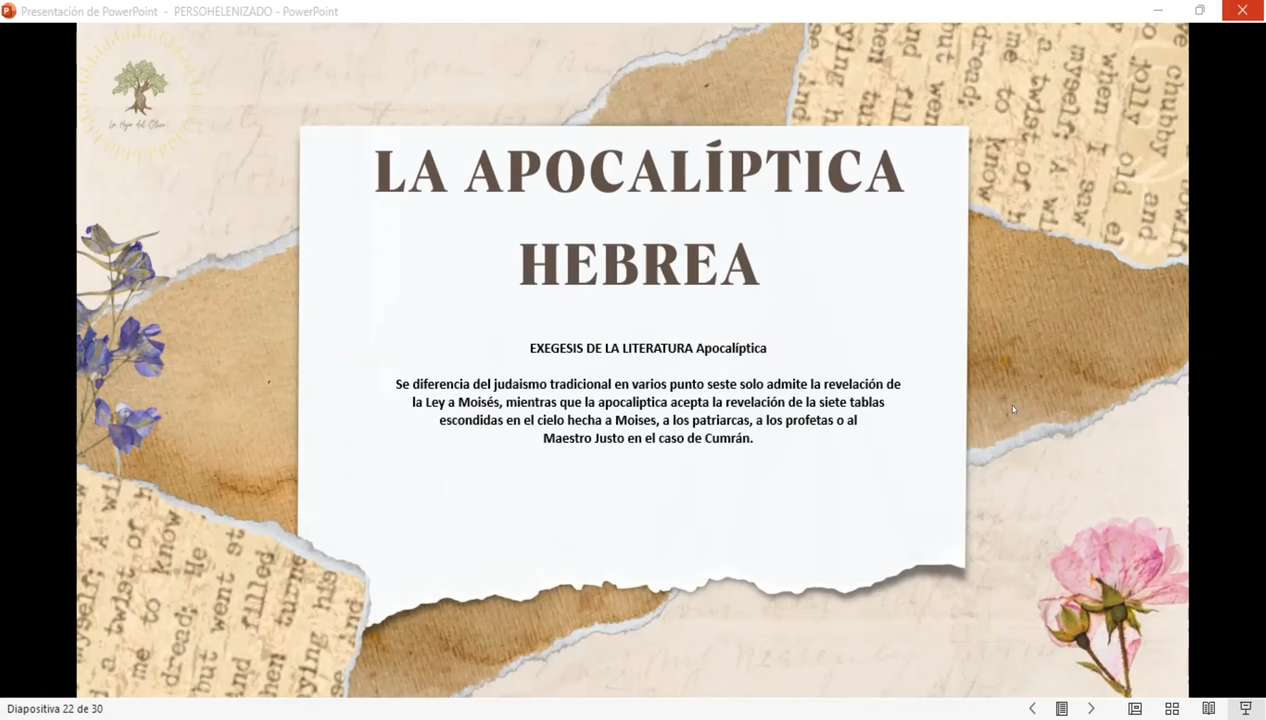 Presentación de PowerPoint - PERSOHELENIZADO - PowerPoint
LA APOCALÍPTICA
HEBREA
EXEGESIS DE LA LITERATURA Apocalíptica
Se diferencia del judaismo tradicional en varios punto seste solo admite la revelación de
la Ley a Moisés, mientras que la apocaliptica acepta la revelación de la siete tablas
escondidas en el cielo hecha a Moises, a los patriarcas, a los profetas o al
Maestro Justo en el caso de Cumrán.
Diapositiva 22 de 30